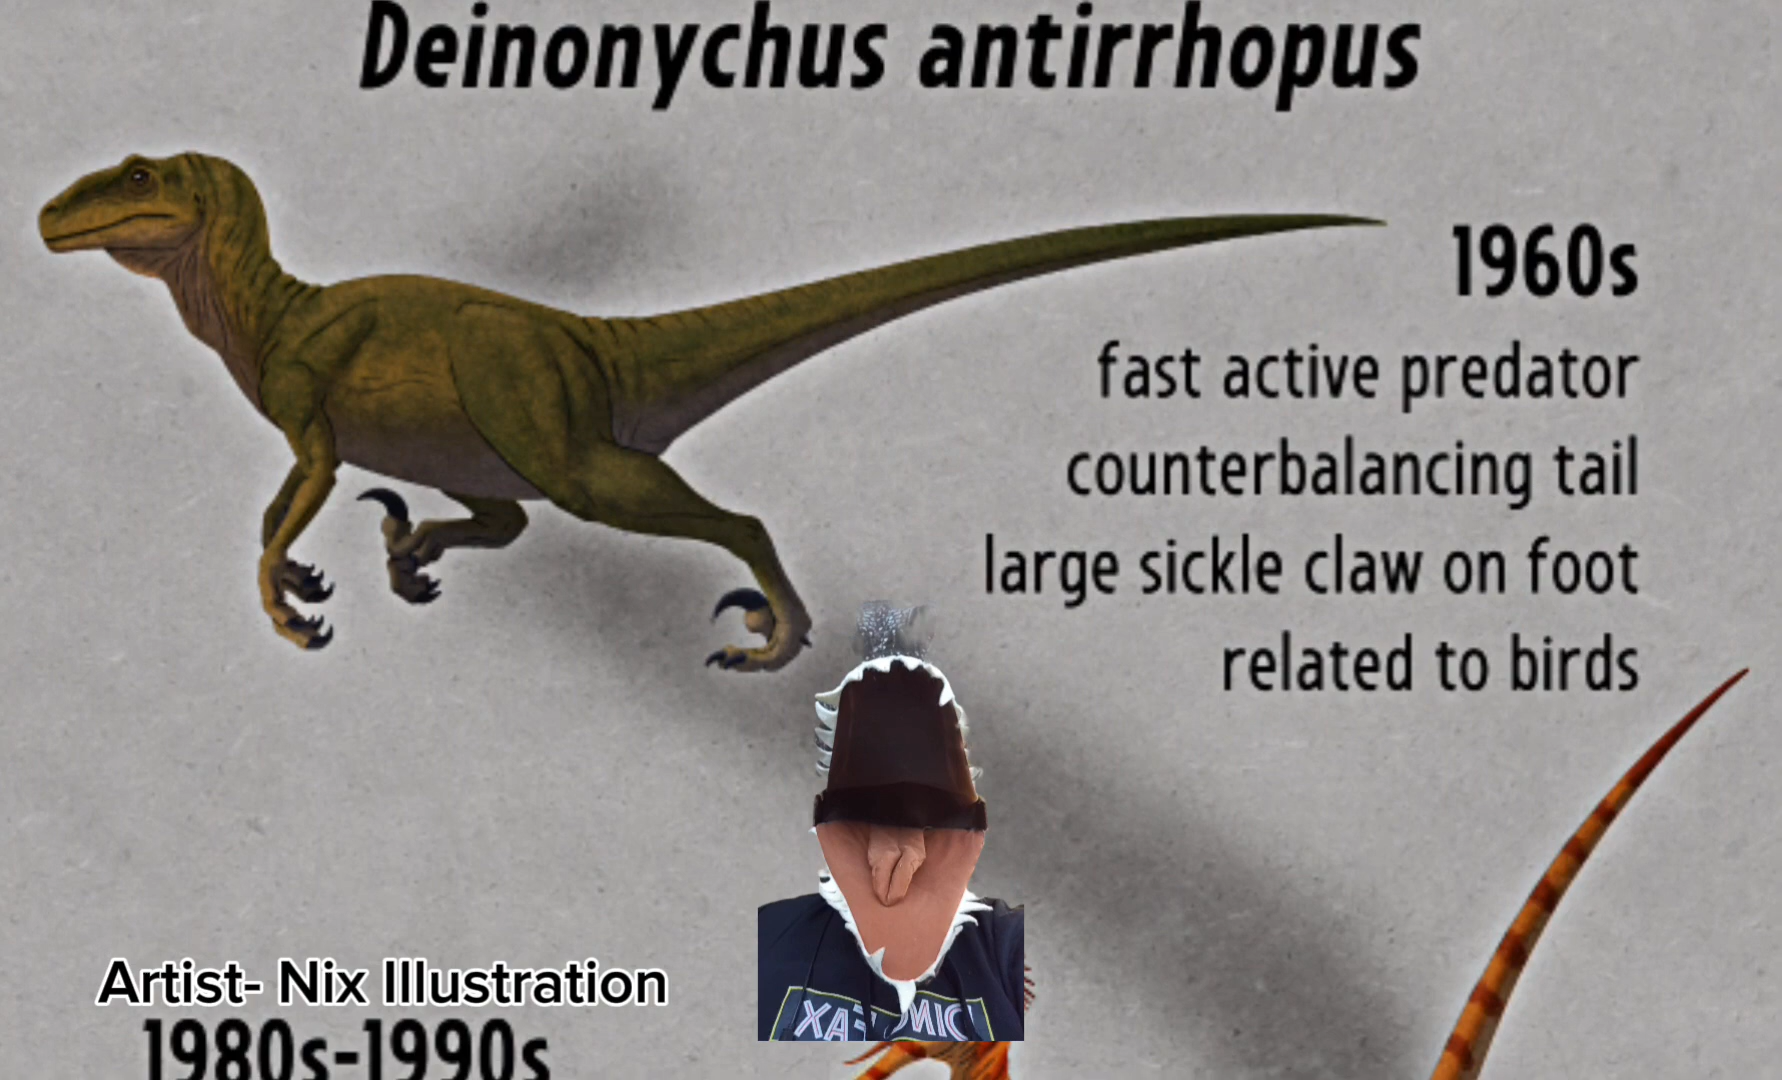 Deinonychus antirrhopus
1960s
fast active predator
counterbalancing tail
large sickle claw on foot
related to birds
Artist- Nix Illustration
1980s-1990s